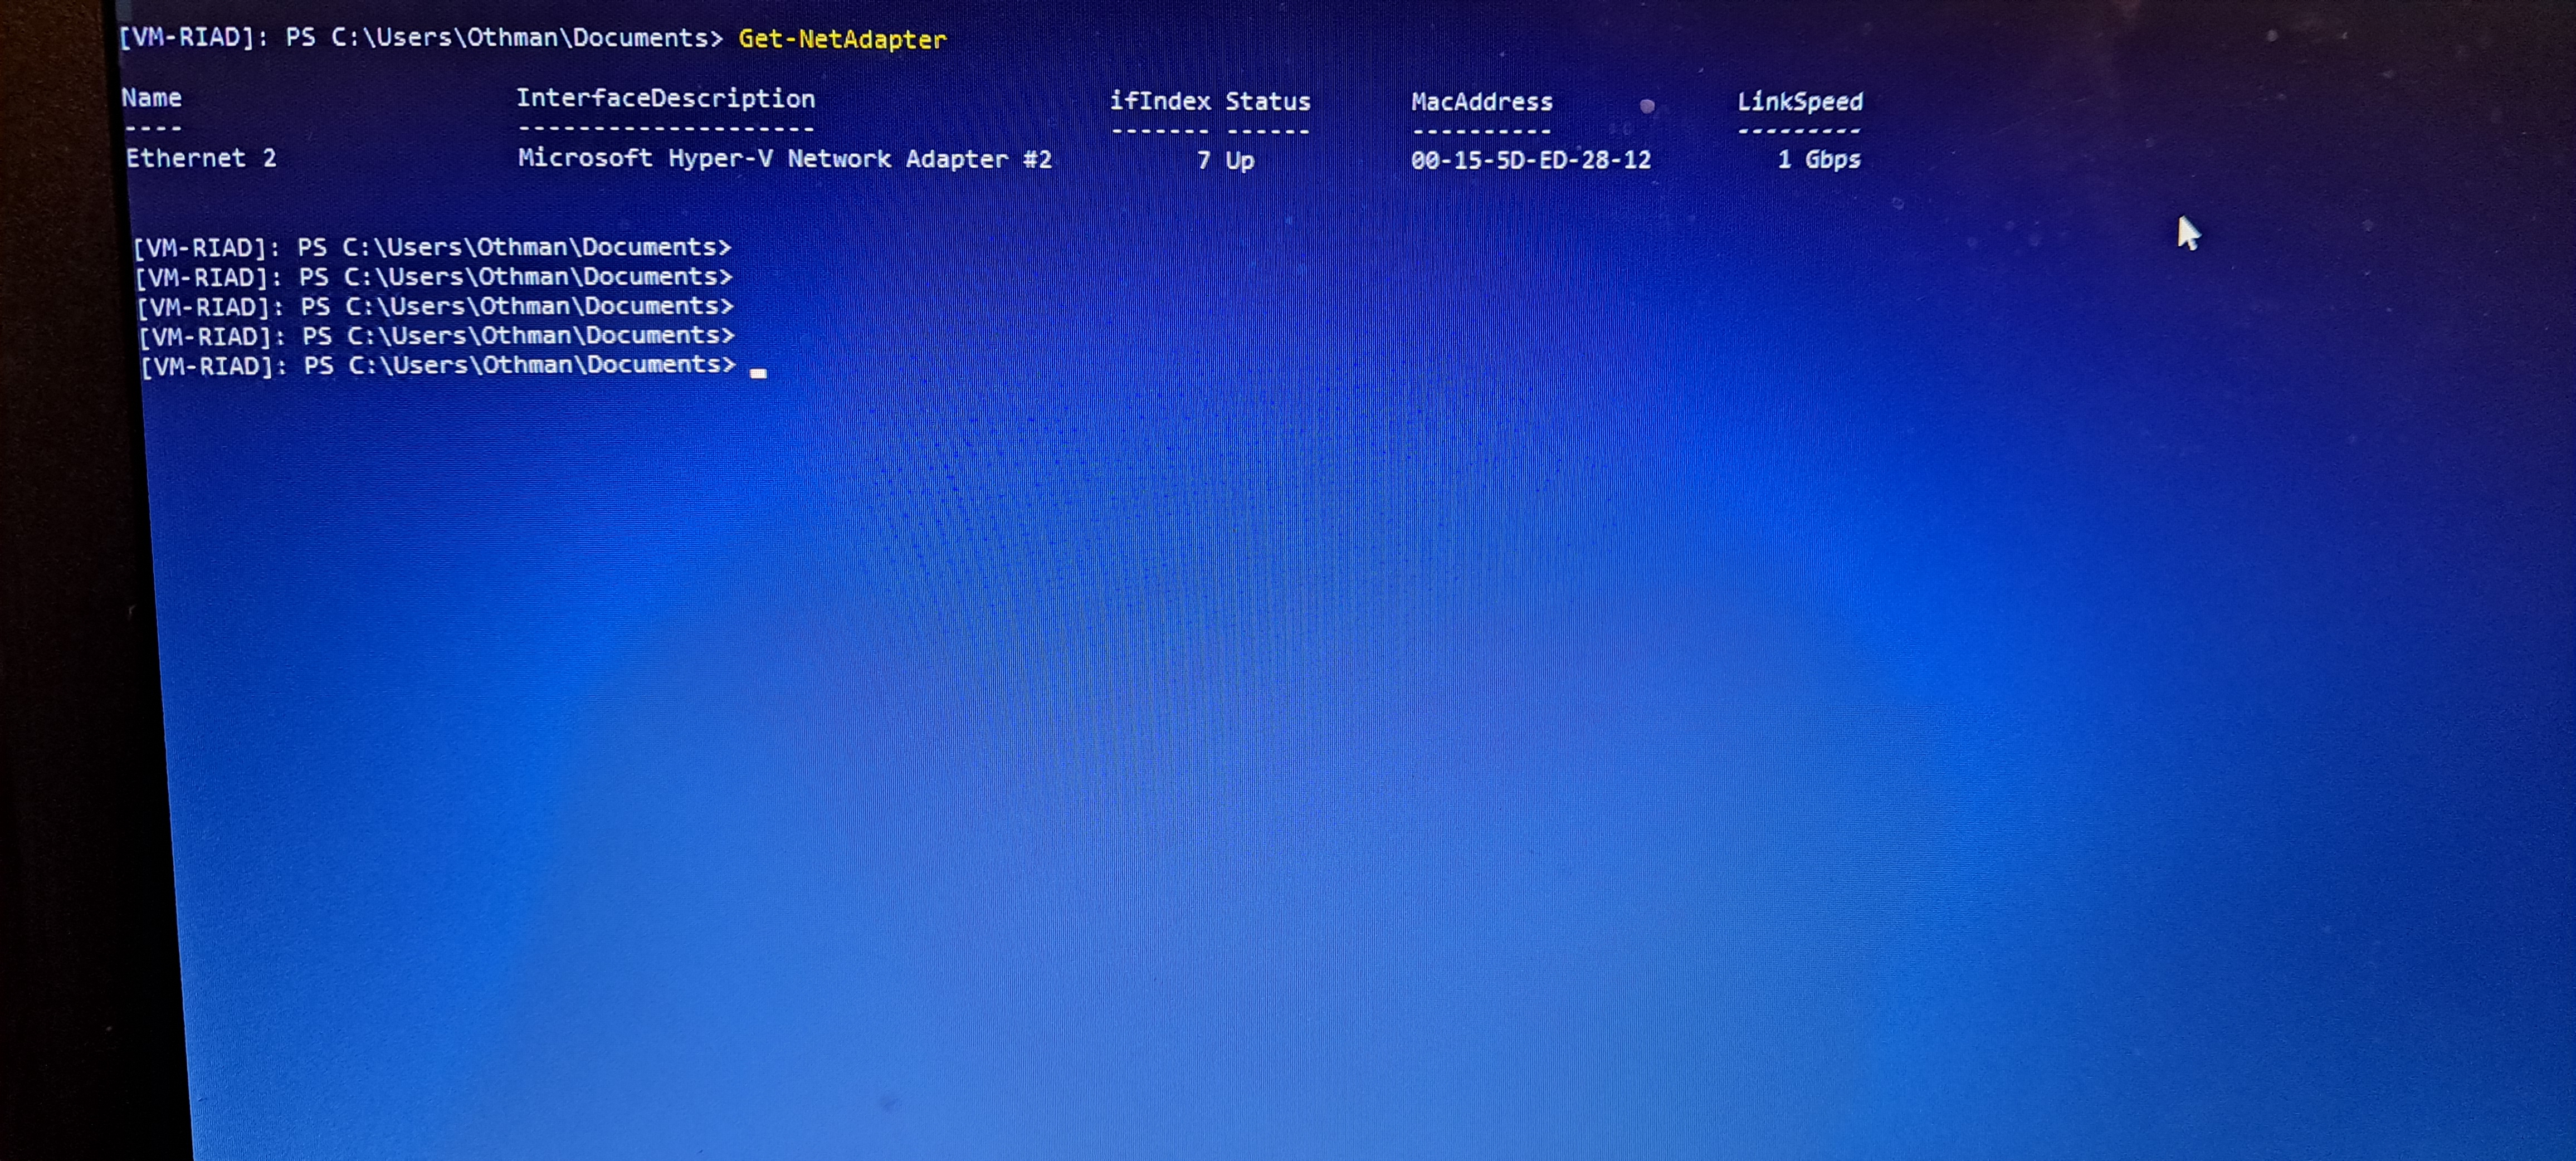 [VM-RIAD]: PS C:\Users\Othman\Documents> Get-NetAdapter
Name InterfaceDescription ifIndex Status MacAddress LinkSpeed
---- -------------------- ------- ------ ---------- ---------
Ethernet 2 Microsoft Hyper-V Network Adapter #2 7 Up 00-15-5D-ED-28-12 1 Gbps
[VM-RIAD]: PS C:\Users\Othman\Documents>
[VM-RIAD]: PS C:\Users\Othman\Documents>
[VM-RIAD]: PS C:\Users\Othman\Documents>
[VM-RIAD]: PS C:\Users\Othman\Documents>
[VM-RIAD]: PS C:\Users\Othman\Documents>